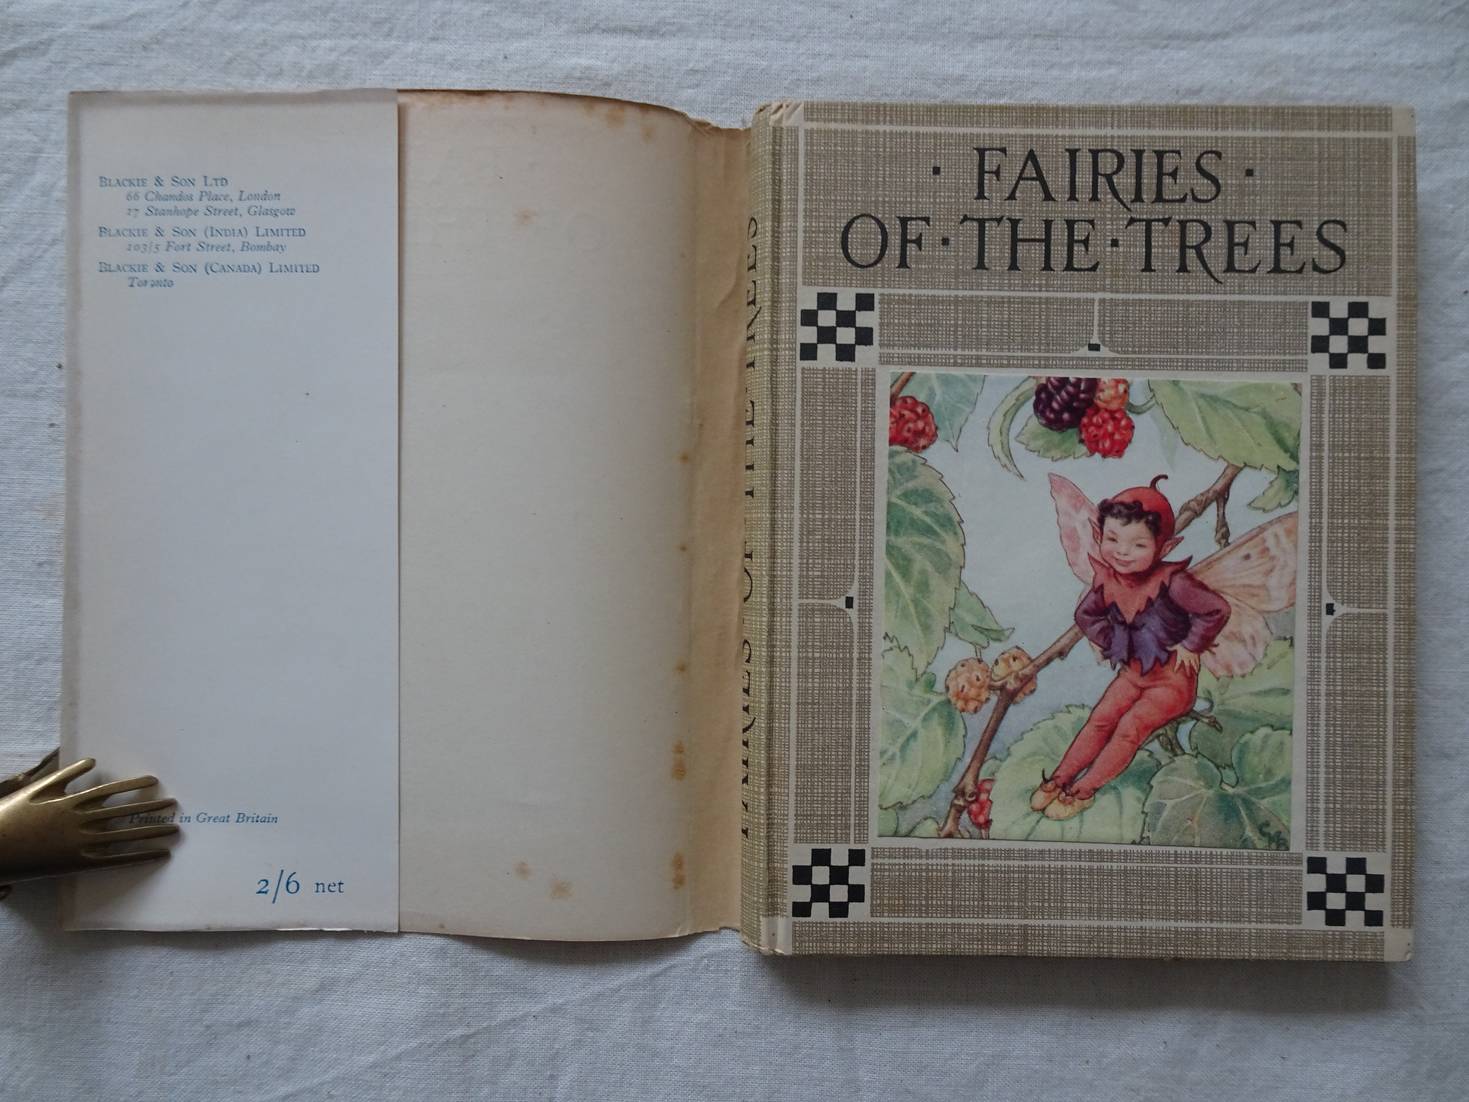 BLACKIE & SON LTD
66 Chandos Place, London
17 Stanhope Street, Glasgow
BLACKIE & SON (INDIA) LIMITED
103/5 Fort Street, Bombay
BLACKIE & SON (CANADA) LIMITED
Toronto
Printed in Great Britain
2/6 net
FAIRIES OF THE TREES
· FAIRIES ·
OF·THE·TREES
CMB